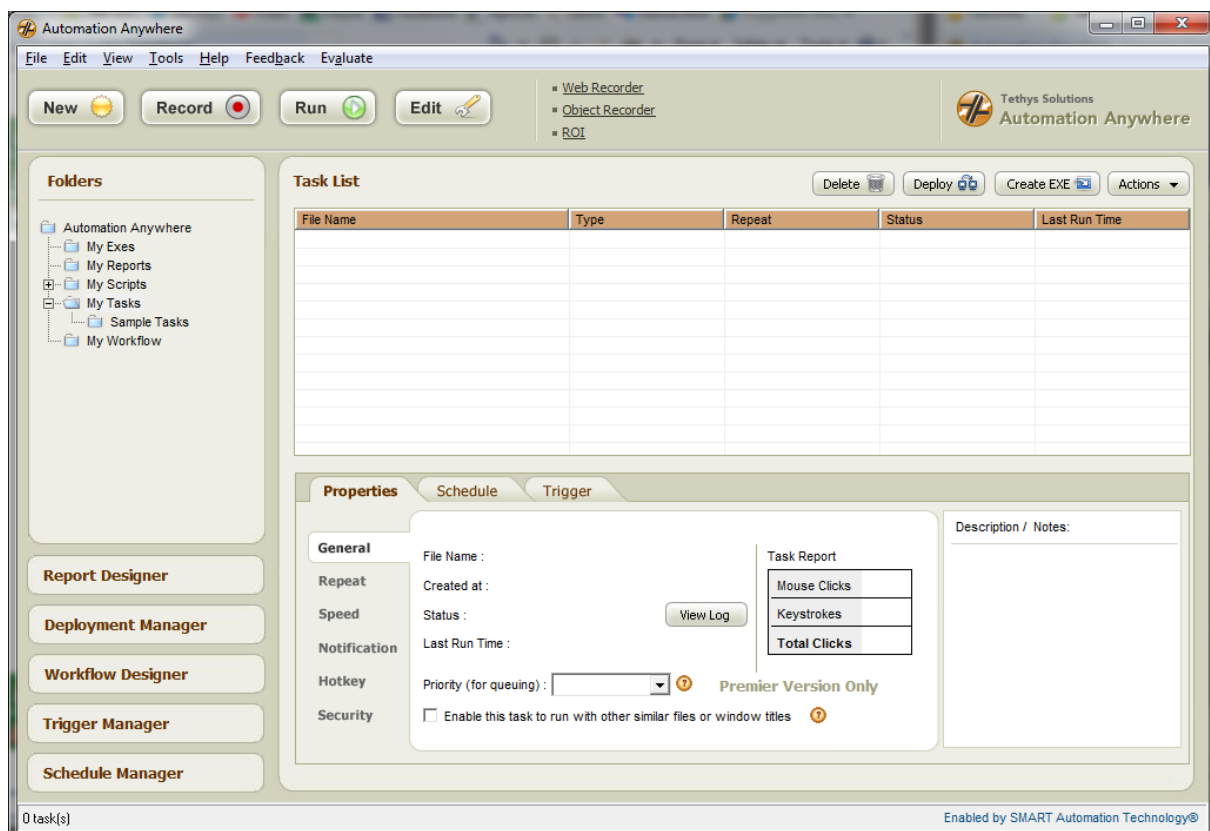 Automation Anywhere
File Edit View Tools Help Feedback Evaluate
New Record Run Edit
Web Recorder
Object Recorder
ROI
Tethys Solutions
Automation Anywhere
Folders
Automation Anywhere
My Exes
My Reports
My Scripts
My Tasks
Sample Tasks
My Workflow
Report Designer
Deployment Manager
Workflow Designer
Trigger Manager
Schedule Manager
Task List
Delete Deploy Create EXE Actions
File Name Type Repeat Status Last Run Time
Properties Schedule Trigger
General
Repeat
Speed
Notification
Hotkey
Security
File Name :
Created at :
Status :
View Log
Last Run Time :
Priority (for queuing) :
Premier Version Only
Enable this task to run with other similar files or window titles
Task Report
Mouse Clicks
Keystrokes
Total Clicks
Description / Notes:
0 task(s)
Enabled by SMART Automation Technology®